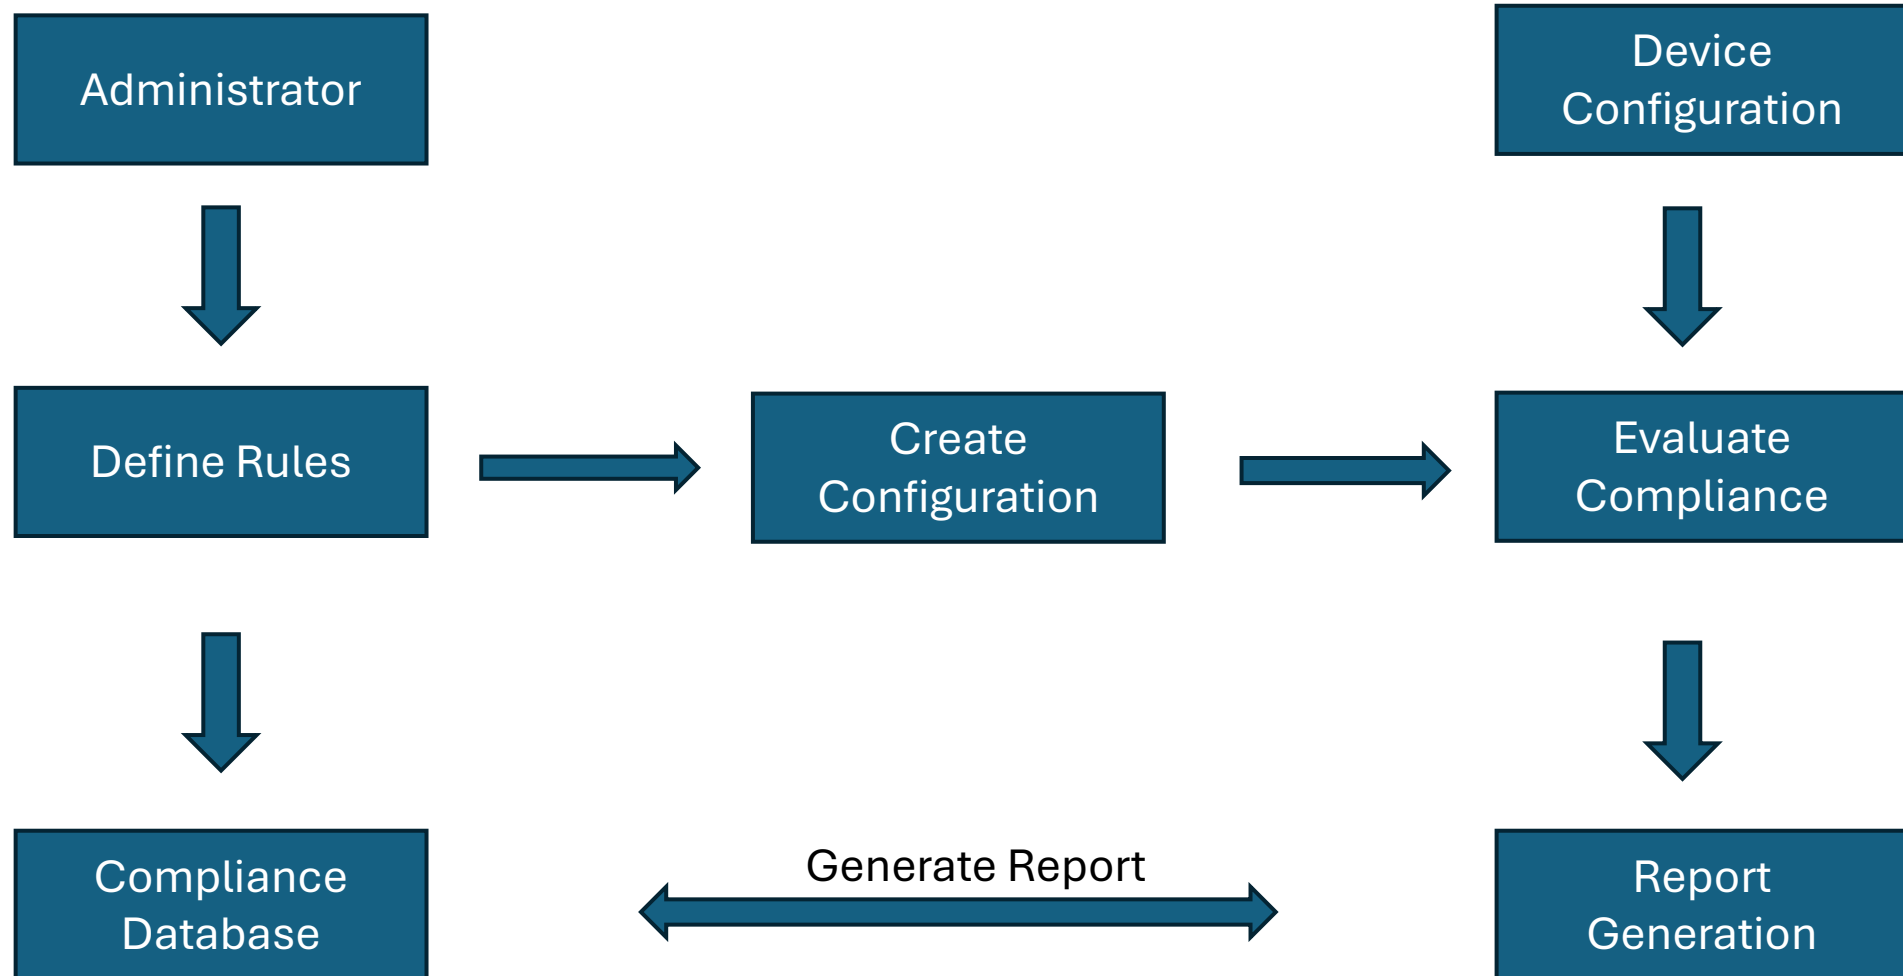 Administrator
Device
Configuration
Define Rules
Create
Configuration
Evaluate
Compliance
Compliance
Database
Generate Report
Report
Generation